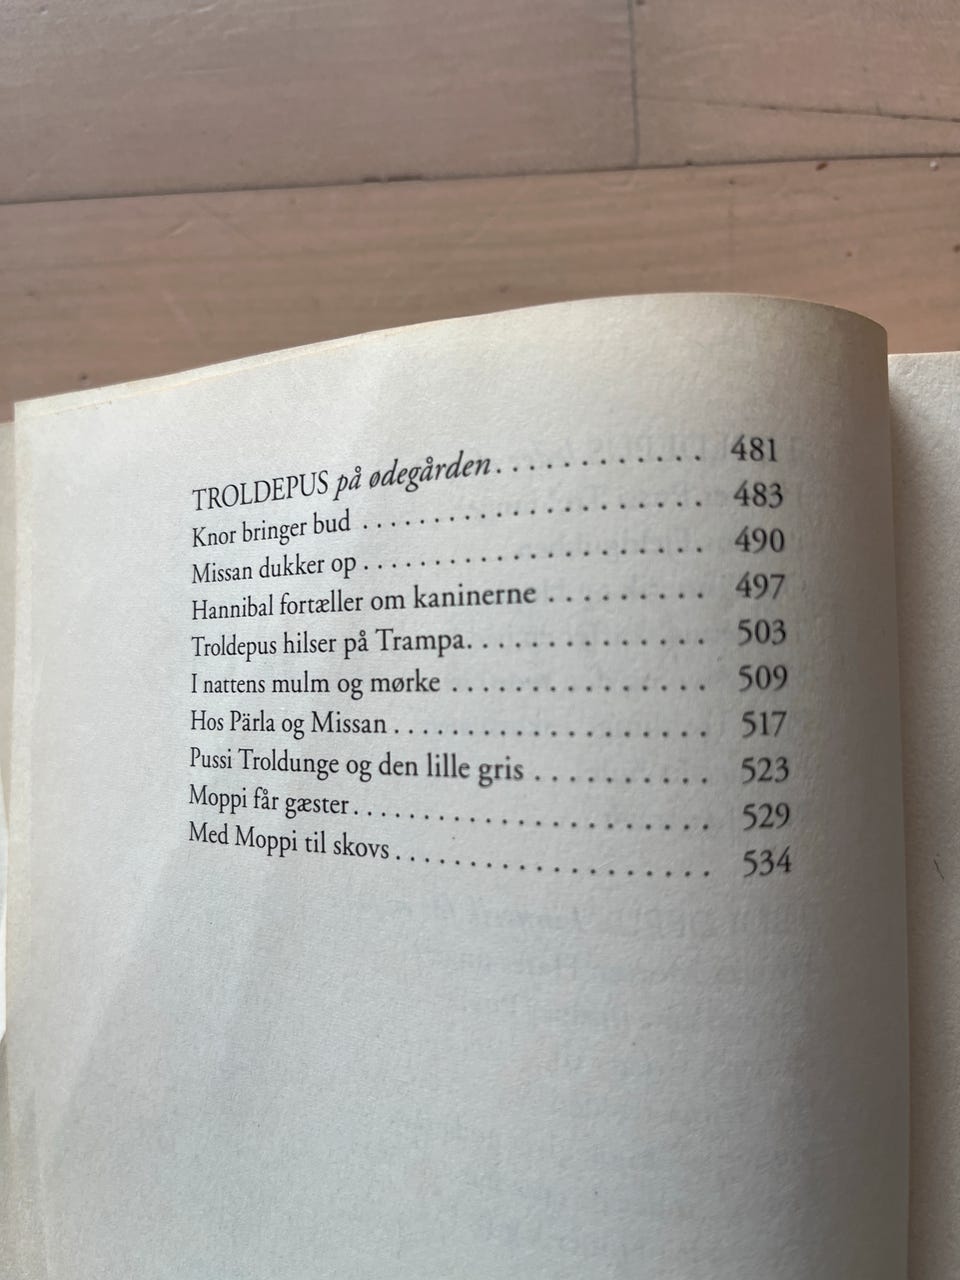 TROLDEPUS på ødegården . . . . . . . . . . . . 481
Knor bringer bud . . . . . . . . . . . . . . . . . . . . 483
Missan dukker op . . . . . . . . . . . . . . . . . . . . 490
Hannibal fortæller om kaninerne . . . . . . . . . 497
Troldepus hilser på Trampa. . . . . . . . . . . . . . 503
I nattens mulm og mørke . . . . . . . . . . . . . . . 509
Hos Pärla og Missan . . . . . . . . . . . . . . . . . . 517
Pussi Troldunge og den lille gris . . . . . . . . . . 523
Moppi får gæster . . . . . . . . . . . . . . . . . . . . . 529
Med Moppi til skovs . . . . . . . . . . . . . . . . . . 534